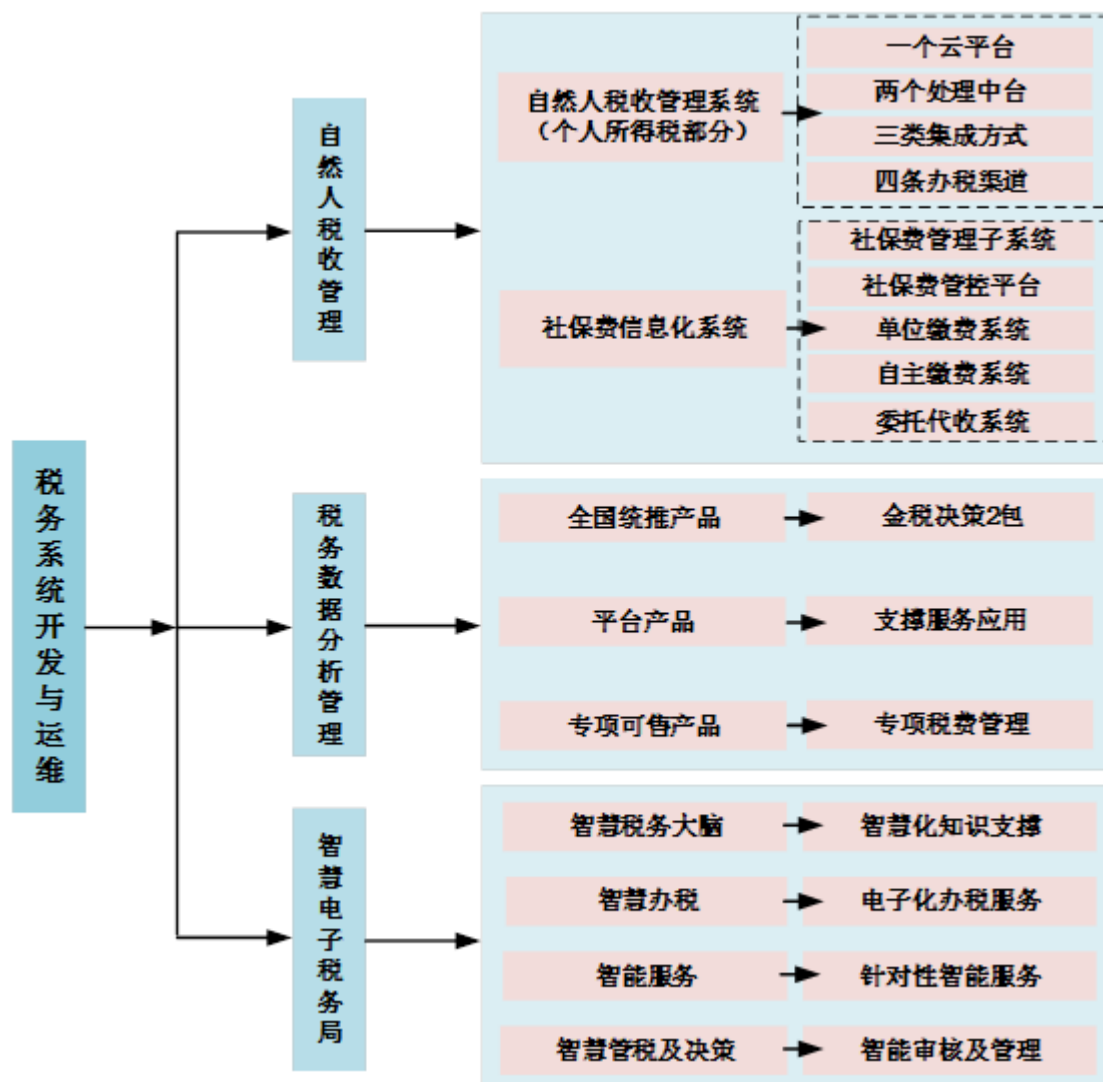 税务系统开发与运维
自然人税收管理
自然人税收管理系统
（个人所得税部分）
一个云平台
两个处理中台
三类集成方式
四条办税渠道
社保费信息化系统
社保费管理子系统
社保费管控平台
单位缴费系统
自主缴费系统
委托代收系统
税务数据分析管理
全国统推产品
金税决策2包
平台产品
支撑服务应用
专项可售产品
专项税费管理
智慧电子税务局
智慧税务大脑
智慧化知识支撑
智慧办税
电子化办税服务
智能服务
针对性智能服务
智慧管税及决策
智能审核及管理